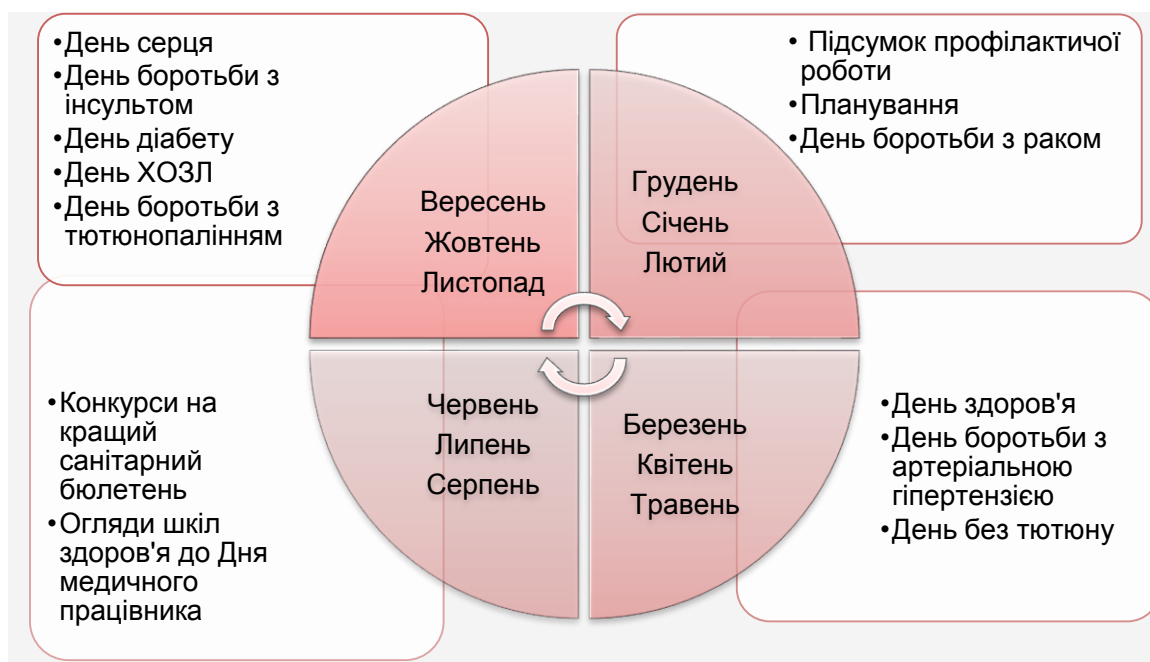 •День серця
•День боротьби з
інсультом
•День діабету
•День ХОЗЛ
•День боротьби з
тютюнопалінням
• Підсумок профілактичої
роботи
•Планування
•День боротьби з раком
Вересень
Жовтень
Листопад
Грудень
Січень
Лютий
Червень
Липень
Серпень
Березень
Квітень
Травень
•Конкурси на
кращий
санітарний
бюлетень
•Огляди шкіл
здоров'я до Дня
медичного
працівника
•День здоров'я
•День боротьби з
артеріальною
гіпертензією
•День без тютюну